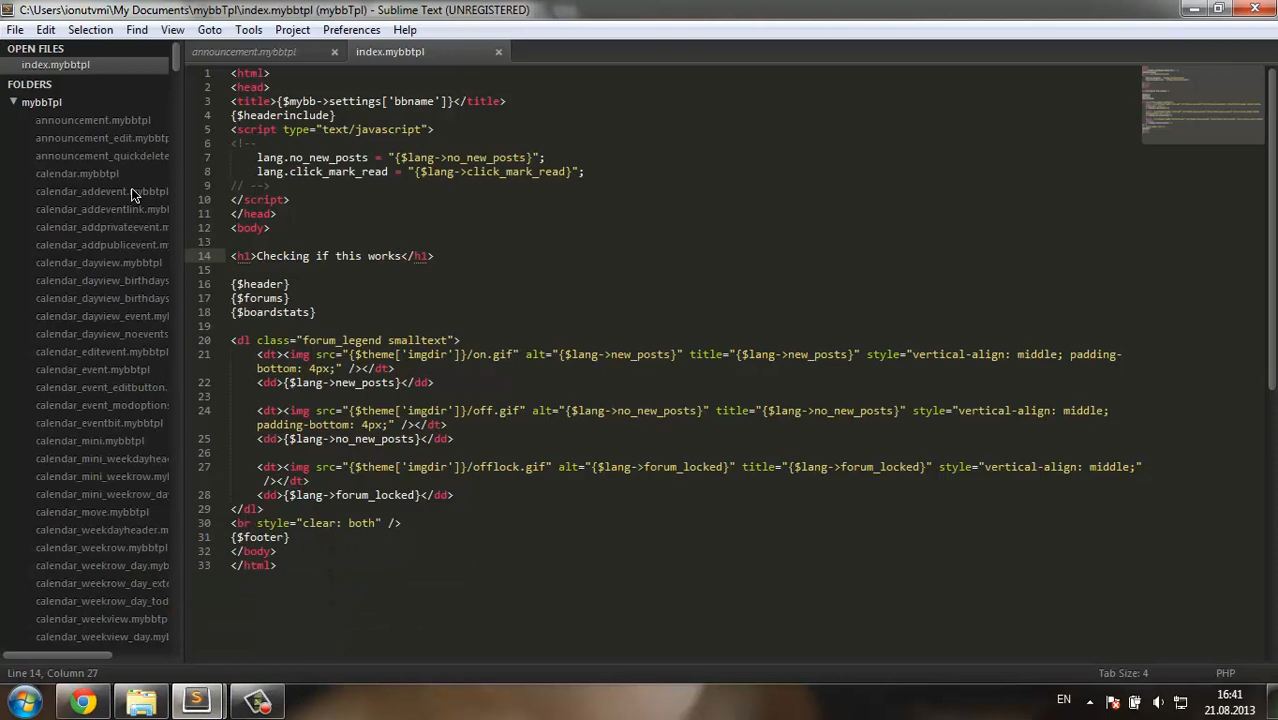 C:\Users\ionutvmi\My Documents\mybbTpl\index.mybbtpl (mybbTpl) - Sublime Text (UNREGISTERED)
File Edit Selection Find View Goto Tools Project Preferences Help
OPEN FILES
index.mybbtpl
FOLDERS
mybbTpl
announcement.mybbtpl
announcement_edit.mybbtp
announcement_quickdelete
calendar.mybbtpl
calendar_addevent.mybbtpl
calendar_addeventlink.mybl
calendar_addprivateevent.m
calendar_addpublicevent.m
calendar_dayview.mybbtpl
calendar_dayview_birthdays
calendar_dayview_birthdays
calendar_dayview_event.my
calendar_dayview_noevents
calendar_editevent.mybbtpl
calendar_event.mybbtpl
calendar_event_editbutton.
calendar_event_modoptions
calendar_eventbit.mybbtpl
calendar_mini.mybbtpl
calendar_mini_weekdayhea
calendar_mini_weekrow.my
calendar_mini_weekrow_da
calendar_move.mybbtpl
calendar_weekdayheader.m
calendar_weekrow.mybbtpl
calendar_weekrow_day.myb
calendar_weekrow_day_exte
calendar_weekrow_day_tod
calendar_weekview.mybbtp
calendar_weekview_day.myl
announcement.mybbtpl × index.mybbtpl ×
1 <html>
2 <head>
3 <title>{$mybb->settings['bbname']}</title>
4 {$headerinclude}
5 <script type="text/javascript">
6 <!--
7 lang.no_new_posts = "{$lang->no_new_posts}";
8 lang.click_mark_read = "{$lang->click_mark_read}";
9 // -->
10 </script>
11 </head>
12 <body>
13
14 <h1>Checking if this works</h1>
15
16 {$header}
17 {$forums}
18 {$boardstats}
19
20 <dl class="forum_legend smalltext">
21 <dt><img src="{$theme['imgdir']}/on.gif" alt="{$lang->new_posts}" title="{$lang->new_posts}" style="vertical-align: middle; padding-
bottom: 4px;" /></dt>
22 <dd>{$lang->new_posts}</dd>
23
24 <dt><img src="{$theme['imgdir']}/off.gif" alt="{$lang->no_new_posts}" title="{$lang->no_new_posts}" style="vertical-align: middle;
padding-bottom: 4px;" /></dt>
25 <dd>{$lang->no_new_posts}</dd>
26
27 <dt><img src="{$theme['imgdir']}/offlock.gif" alt="{$lang->forum_locked}" title="{$lang->forum_locked}" style="vertical-align: middle;"
/></dt>
28 <dd>{$lang->forum_locked}</dd>
29 </dl>
30 <br style="clear: both" />
31 {$footer}
32 </body>
33 </html>
Line 14, Column 27 Tab Size: 4 PHP
EN 16:41
21.08.2013